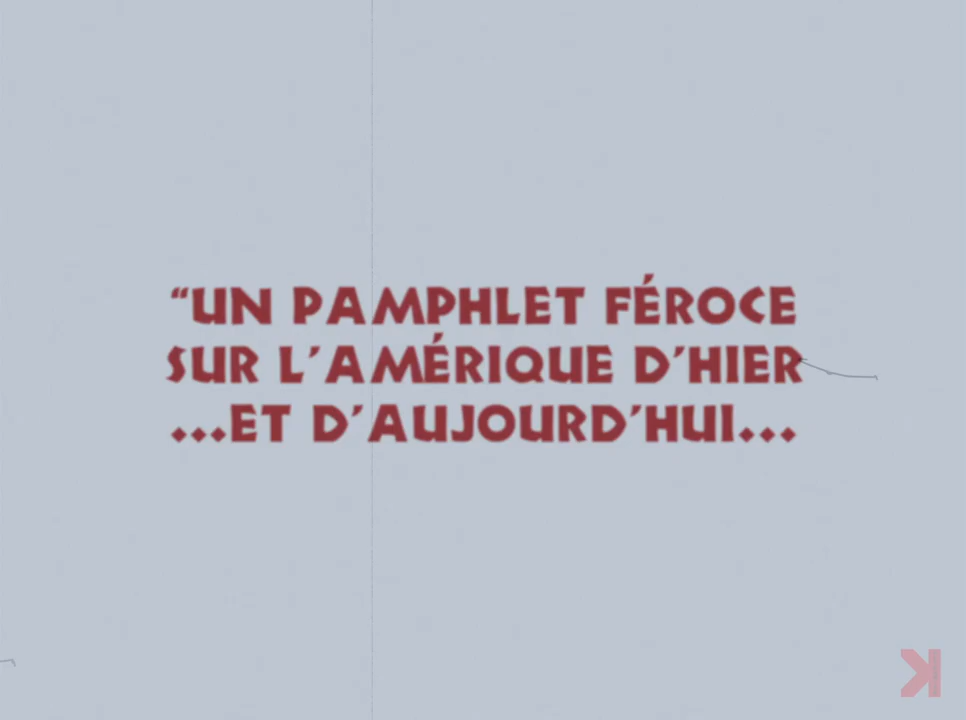 “UN PAMPHLET FÉROCE
SUR L’AMÉRIQUE D’HIER
...ET D’AUJOURD’HUI...